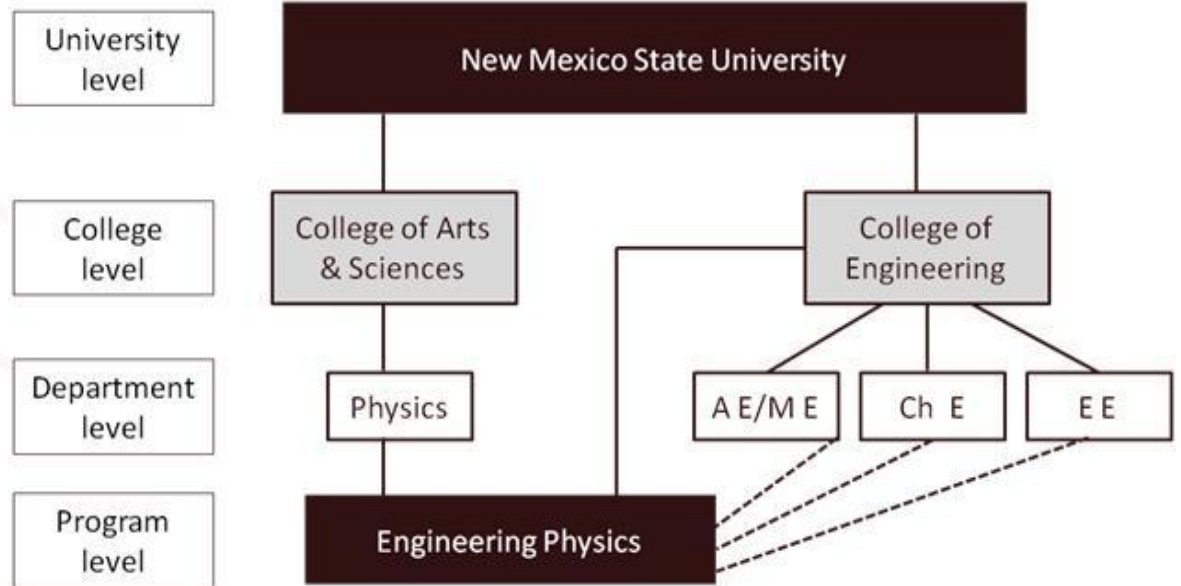 University
level
New Mexico State University
College
level
College of Arts
& Sciences
College of
Engineering
Department
level
Physics
A E/M E
Ch E
E E
Program
level
Engineering Physics